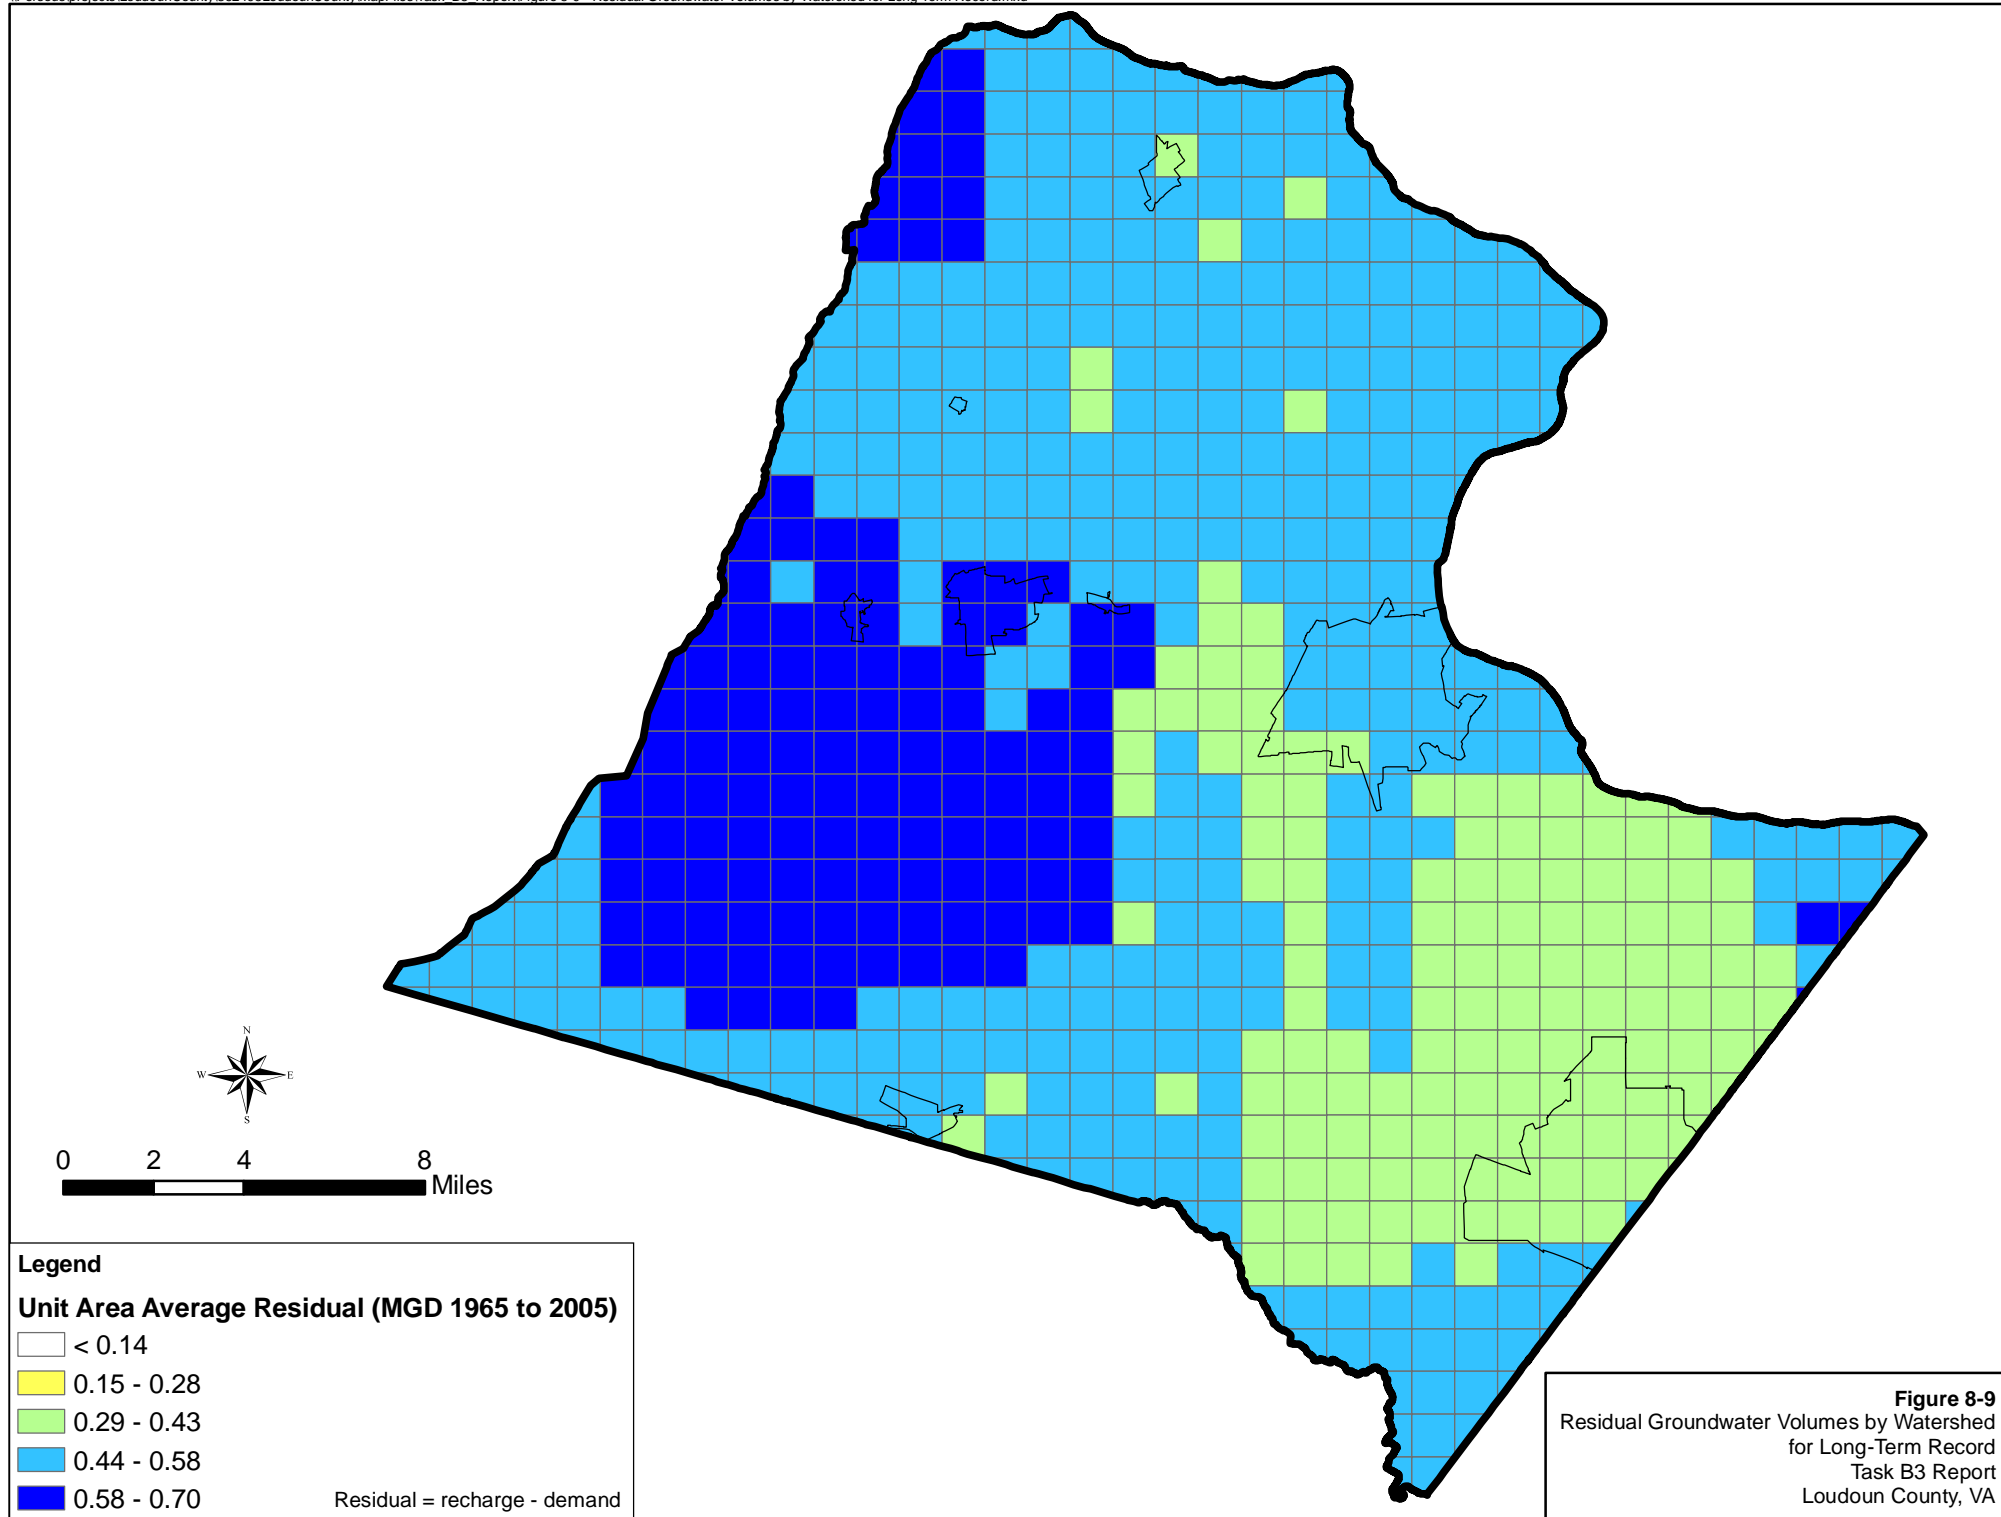 N
W E
S
0 2 4 8
Miles
Legend
Unit Area Average Residual (MGD 1965 to 2005)
< 0.14
0.15 - 0.28
0.29 - 0.43
0.44 - 0.58
0.58 - 0.70
Residual = recharge - demand
Figure 8-9
Residual Groundwater Volumes by Watershed
for Long-Term Record
Task B3 Report
Loudoun County, VA